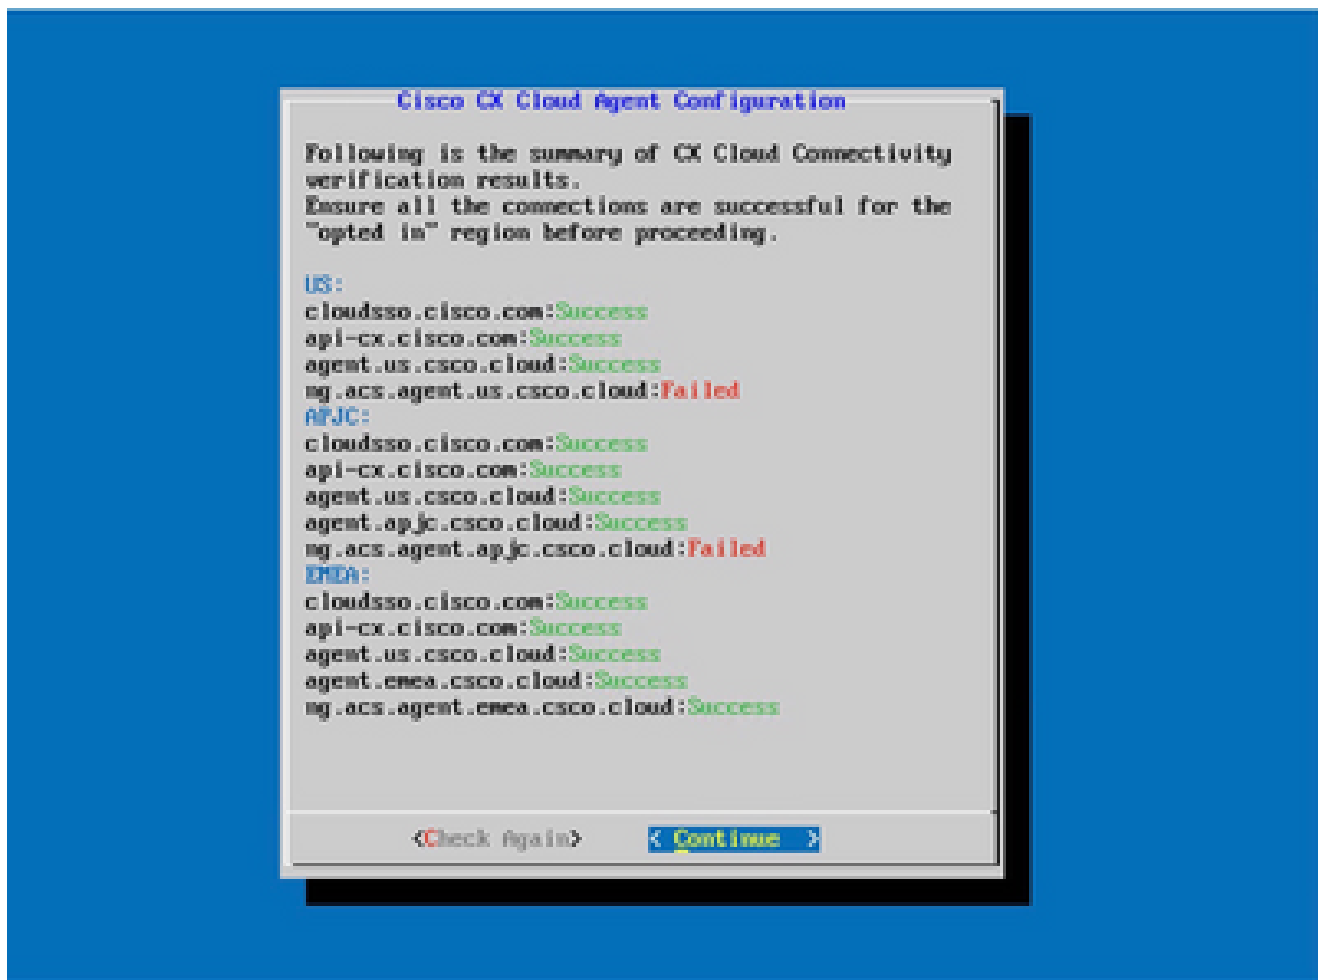 Cisco CX Cloud Agent Configuration
Following is the summary of CX Cloud Connectivity
verification results.
Ensure all the connections are successful for the
"opted in" region before proceeding.
US:
cloudsso.cisco.com:Success
api-cx.cisco.com:Success
agent.us.csco.cloud:Success
ng.acs.agent.us.csco.cloud:Failed
APJC:
cloudsso.cisco.com:Success
api-cx.cisco.com:Success
agent.us.csco.cloud:Success
agent.apjc.csco.cloud:Success
ng.acs.agent.apjc.csco.cloud:Failed
EMEA:
cloudsso.cisco.com:Success
api-cx.cisco.com:Success
agent.us.csco.cloud:Success
agent.emea.csco.cloud:Success
ng.acs.agent.emea.csco.cloud:Success
<Check Again> < Continue >